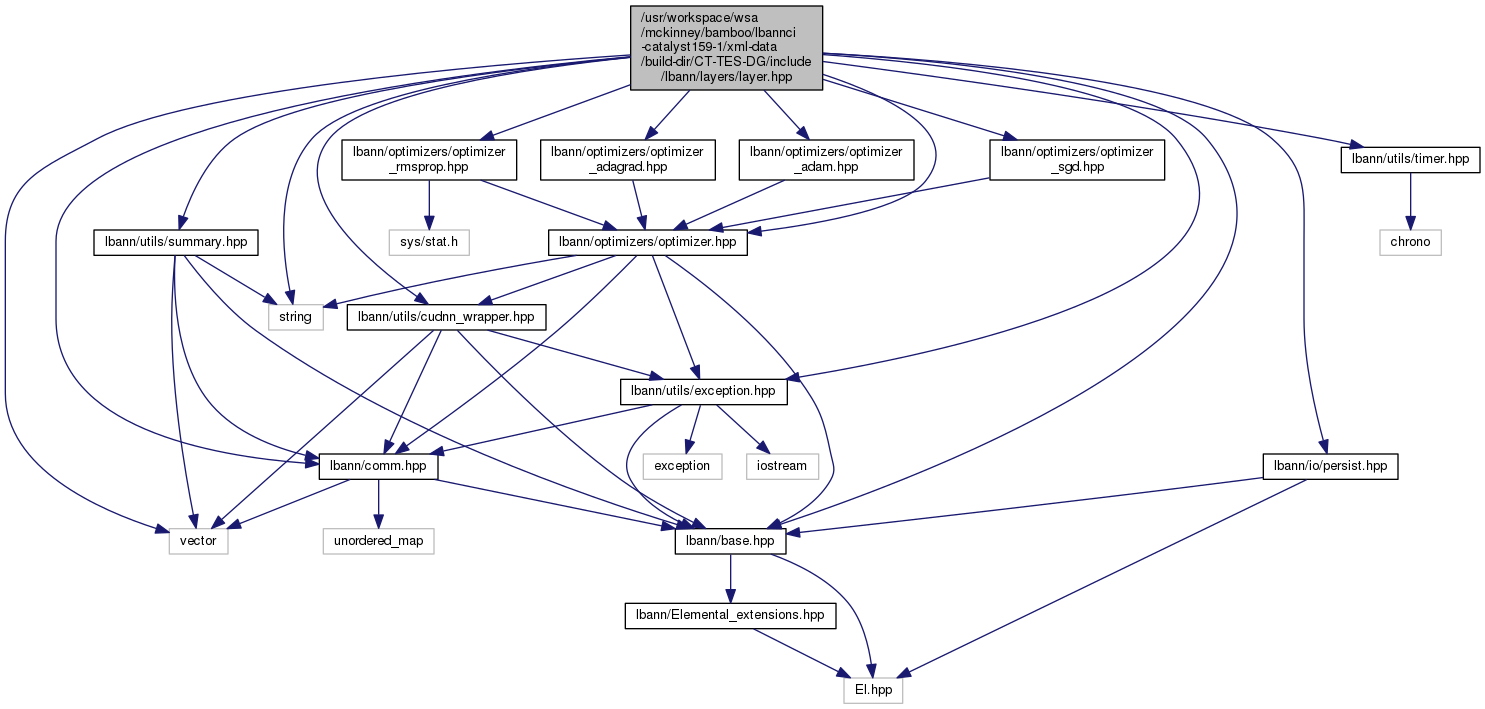 /usr/workspace/wsa
/mckinney/bamboo/lbannci
-catalyst159-1/xml-data
/build-dir/CT-TES-DG/include
/lbann/layers/layer.hpp
lbann/optimizers/optimizer
_rmsprop.hpp
lbann/optimizers/optimizer
_adagrad.hpp
lbann/optimizers/optimizer
_adam.hpp
lbann/optimizers/optimizer
_sgd.hpp
lbann/utils/timer.hpp
lbann/utils/summary.hpp
sys/stat.h
lbann/optimizers/optimizer.hpp
chrono
string
lbann/utils/cudnn_wrapper.hpp
lbann/utils/exception.hpp
lbann/comm.hpp
exception
iostream
lbann/io/persist.hpp
vector
unordered_map
lbann/base.hpp
lbann/Elemental_extensions.hpp
El.hpp